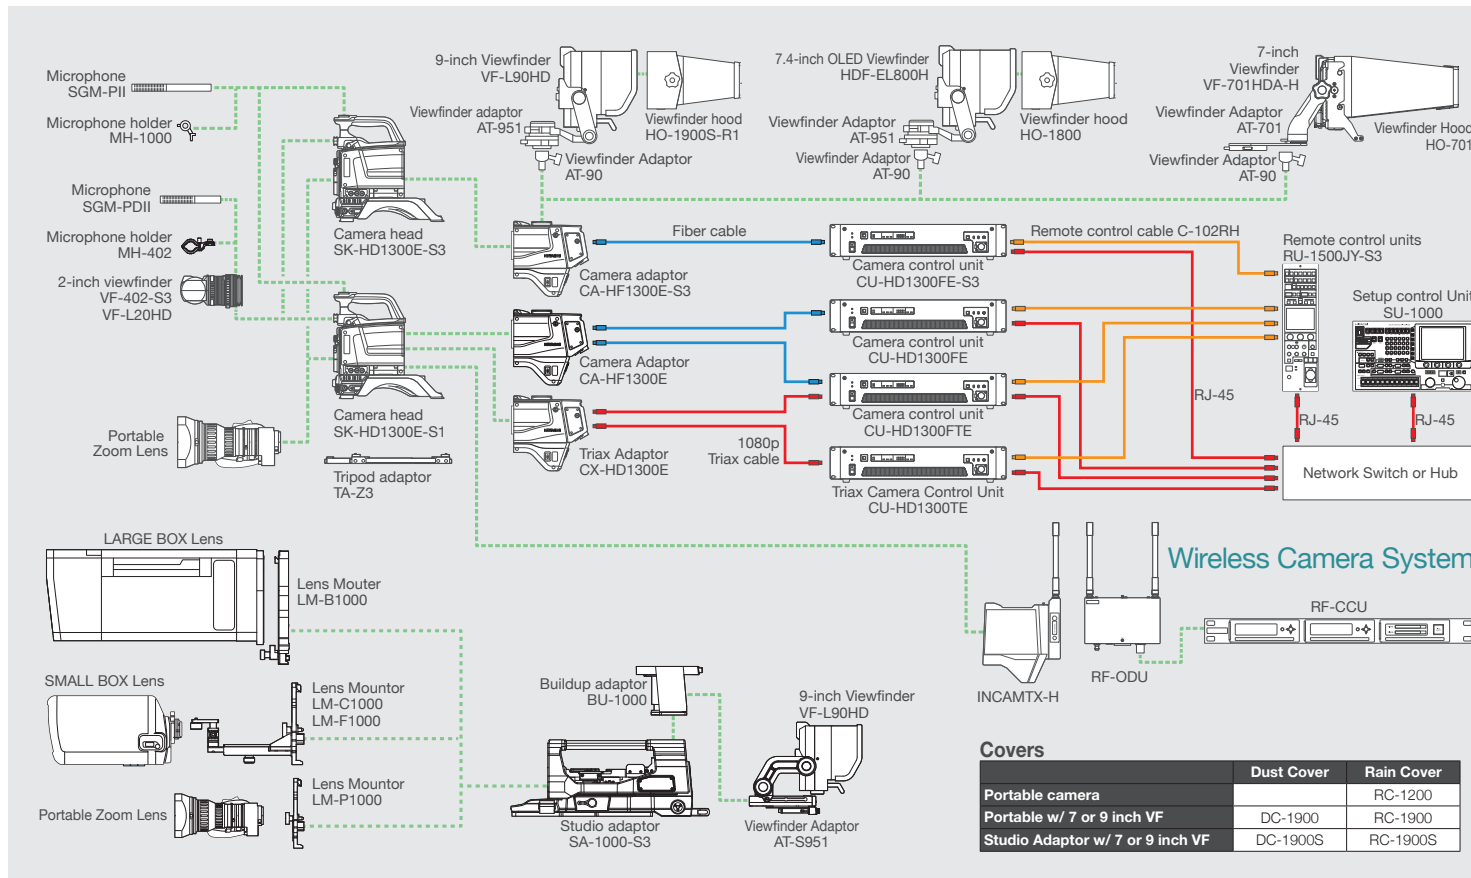 Microphone
SGM-PII
Microphone holder
MH-1000
Microphone
SGM-PDII
Microphone holder
MH-402
2-inch viewfinder
VF-402-S3
VF-L20HD
Portable
Zoom Lens
Camera head
SK-HD1300E-S3
Camera head
SK-HD1300E-S1
Tripod adaptor
TA-Z3
9-inch Viewfinder
VF-L90HD
Viewfinder adaptor
AT-951
Viewfinder hood
HO-1900S-R1
Viewfinder Adaptor
AT-90
7.4-inch OLED Viewfinder
HDF-EL800H
Viewfinder Adaptor
AT-951
Viewfinder Adaptor
AT-90
Viewfinder hood
HO-1800
7-inch
Viewfinder
VF-701HDA-H
Viewfinder Adaptor
AT-701
Viewfinder Adaptor
AT-90
Viewfinder Hood
HO-701
Camera adaptor
CA-HF1300E-S3
Camera Adaptor
CA-HF1300E
Triax Adaptor
CX-HD1300E
Fiber cable
1080p
Triax cable
Camera control unit
CU-HD1300FE-S3
Camera control unit
CU-HD1300FE
Camera control unit
CU-HD1300FTE
Triax Camera Control Unit
CU-HD1300TE
Remote control cable C-102RH
Remote control units
RU-1500JY-S3
Setup control Unit
SU-1000
RJ-45
RJ-45
RJ-45
Network Switch or Hub
LARGE BOX Lens
Lens Mouter
LM-B1000
SMALL BOX Lens
Lens Mountor
LM-C1000
LM-F1000
Portable Zoom Lens
Lens Mountor
LM-P1000
Buildup adaptor
BU-1000
Studio adaptor
SA-1000-S3
9-inch Viewfinder
VF-L90HD
Viewfinder Adaptor
AT-S951
Wireless Camera System
INCAMTX-H
RF-ODU
RF-CCU
Covers
Dust Cover Rain Cover
Portable camera RC-1200
Portable w/ 7 or 9 inch VF DC-1900 RC-1900
Studio Adaptor w/ 7 or 9 inch VF DC-1900S RC-1900S